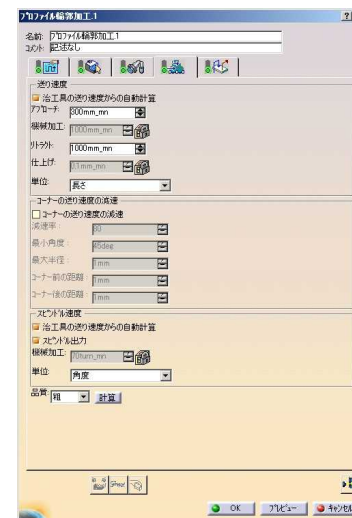 プロファイル輪郭加工.1
名前: プロファイル輪郭加工.1
コメント: 記述なし
送り速度
治工具の送り速度からの自動計算
アプローチ: 300mm_mn
機械加工: 1000mm_mn
リトラクト: 1000mm_mn
仕上げ: 0.1mm_mn
単位: 長さ
コーナーの送り速度の減速
コーナーの送り速度の減速
減速率: 80
最小角度: 45deg
最大半径: 1mm
コーナー前の距離: 1mm
コーナー後の距離: 1mm
スピンドル速度
治工具の送り速度からの自動計算
スピンドル出力
機械加工: 70turn_mn
単位: 角度
品質: 粗 計算
OK プレビュー キャンセル